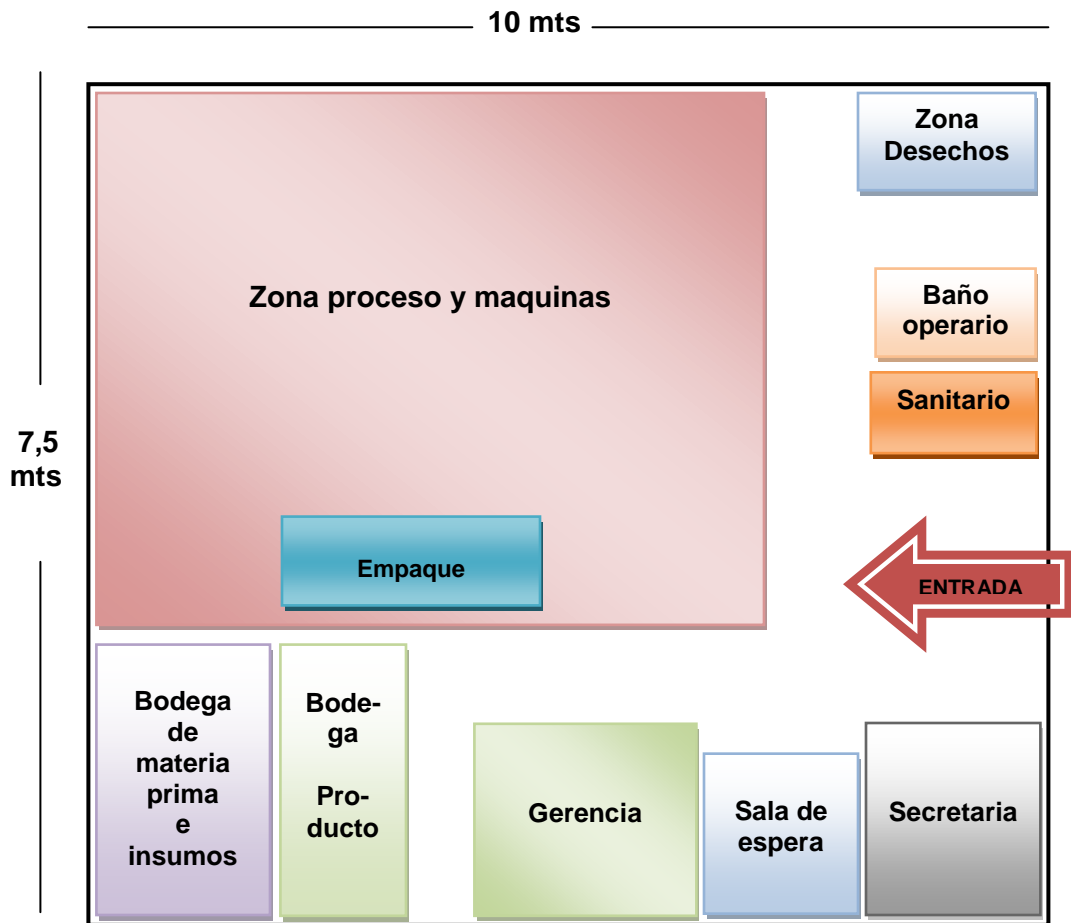 10 mts
7,5
mts
Zona proceso y maquinas
Zona
Desechos
Baño
operario
Sanitario
Empaque
ENTRADA
Bodega
de
materia
prima
e
insumos
Bode-
ga
Pro-
ducto
Gerencia
Sala de
espera
Secretaria